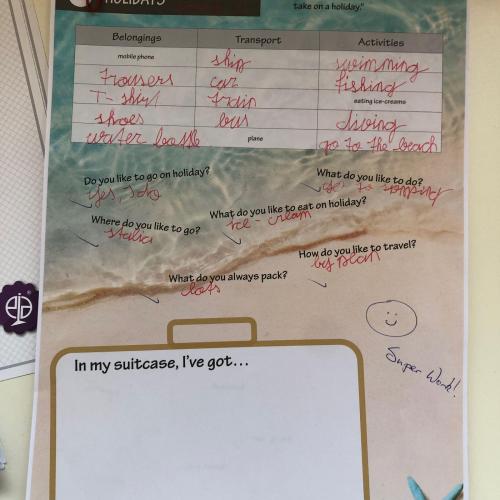 HOLIDAYS
take on a holiday."
Belongings Transport Activities
mobile phone ship swimming
Trousers car fishing
T-shirt train eating ice-creams
shoes bus diving
water bottle plane go to the beach
Do you like to go on holiday?
yes, I do
What do you like to do?
go to
Where do you like to go?
Italia
What do you like to eat on holiday?
ice-cream
How do you like to travel?
by plan
What do you always pack?
eje
In my suitcase, I've got...
Super Work!